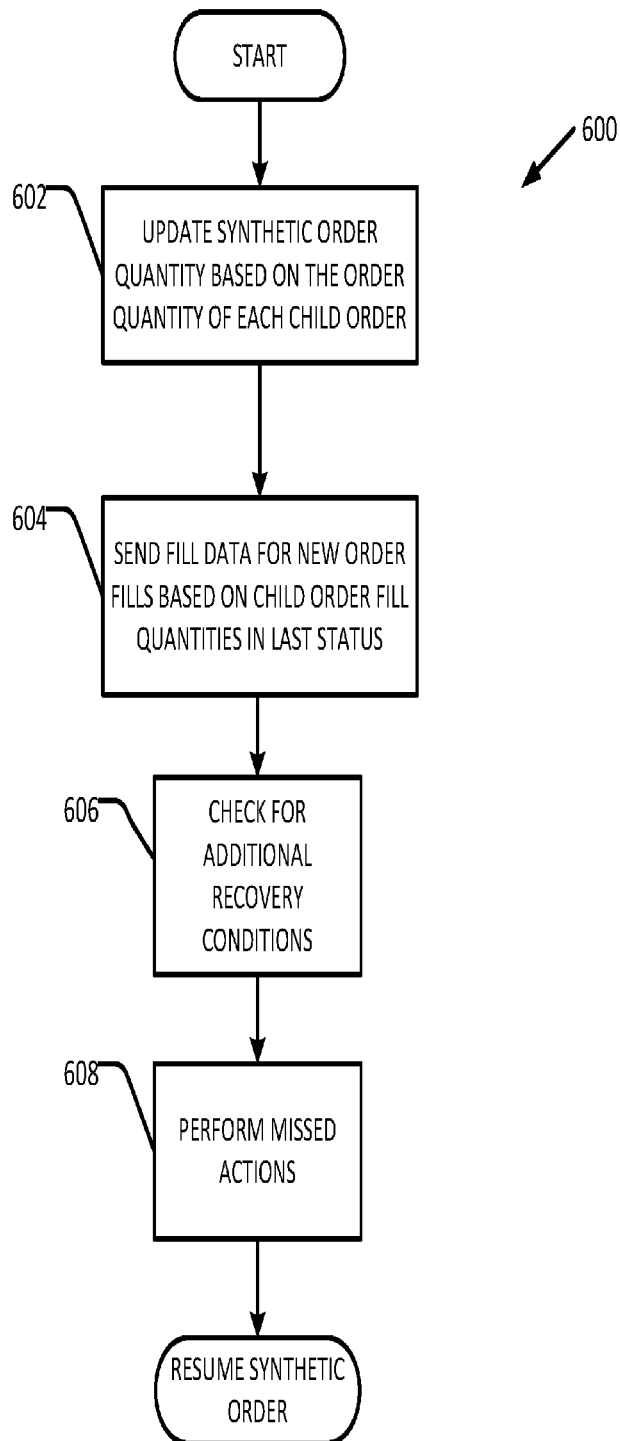 START
600
602
UPDATE SYNTHETIC ORDER
QUANTITY BASED ON THE ORDER
QUANTITY OF EACH CHILD ORDER
604
SEND FILL DATA FOR NEW ORDER
FILLS BASED ON CHILD ORDER FILL
QUANTITIES IN LAST STATUS
606
CHECK FOR
ADDITIONAL
RECOVERY
CONDITIONS
608
PERFORM MISSED
ACTIONS
RESUME SYNTHETIC
ORDER